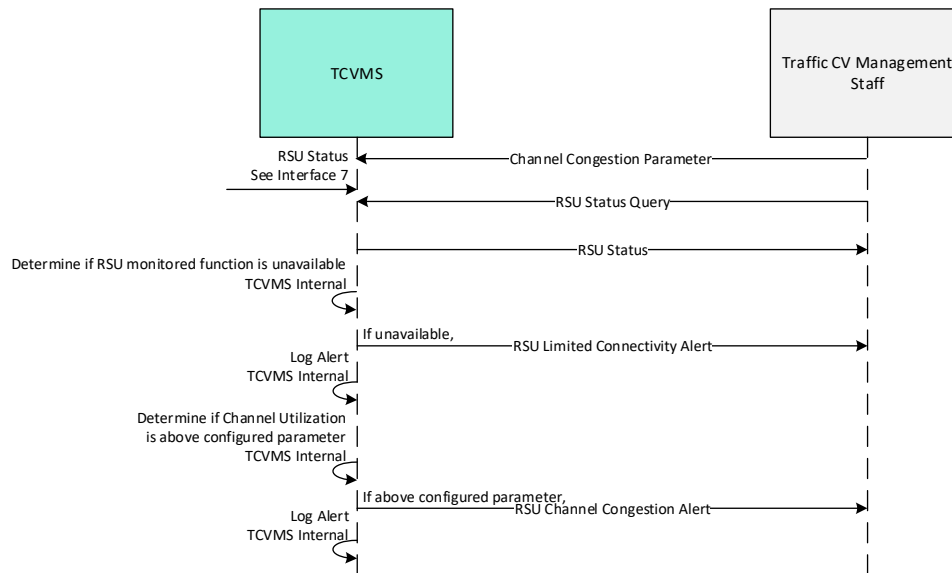 TCVMS
Traffic CV Management
Staff
RSU Status
Channel Congestion Parameter
See Interface 7
RSU Status Query
RSU Status
Determine if RSU monitored function is unavailable
TCVMS Internal
If unavailable,
RSU Limited Connectivity Alert
Log Alert
TCVMS Internal
Determine if Channel Utilization
is above configured parameter
TCVMS Internal
If above configured parameter,
RSU Channel Congestion Alert
Log Alert
TCVMS Internal